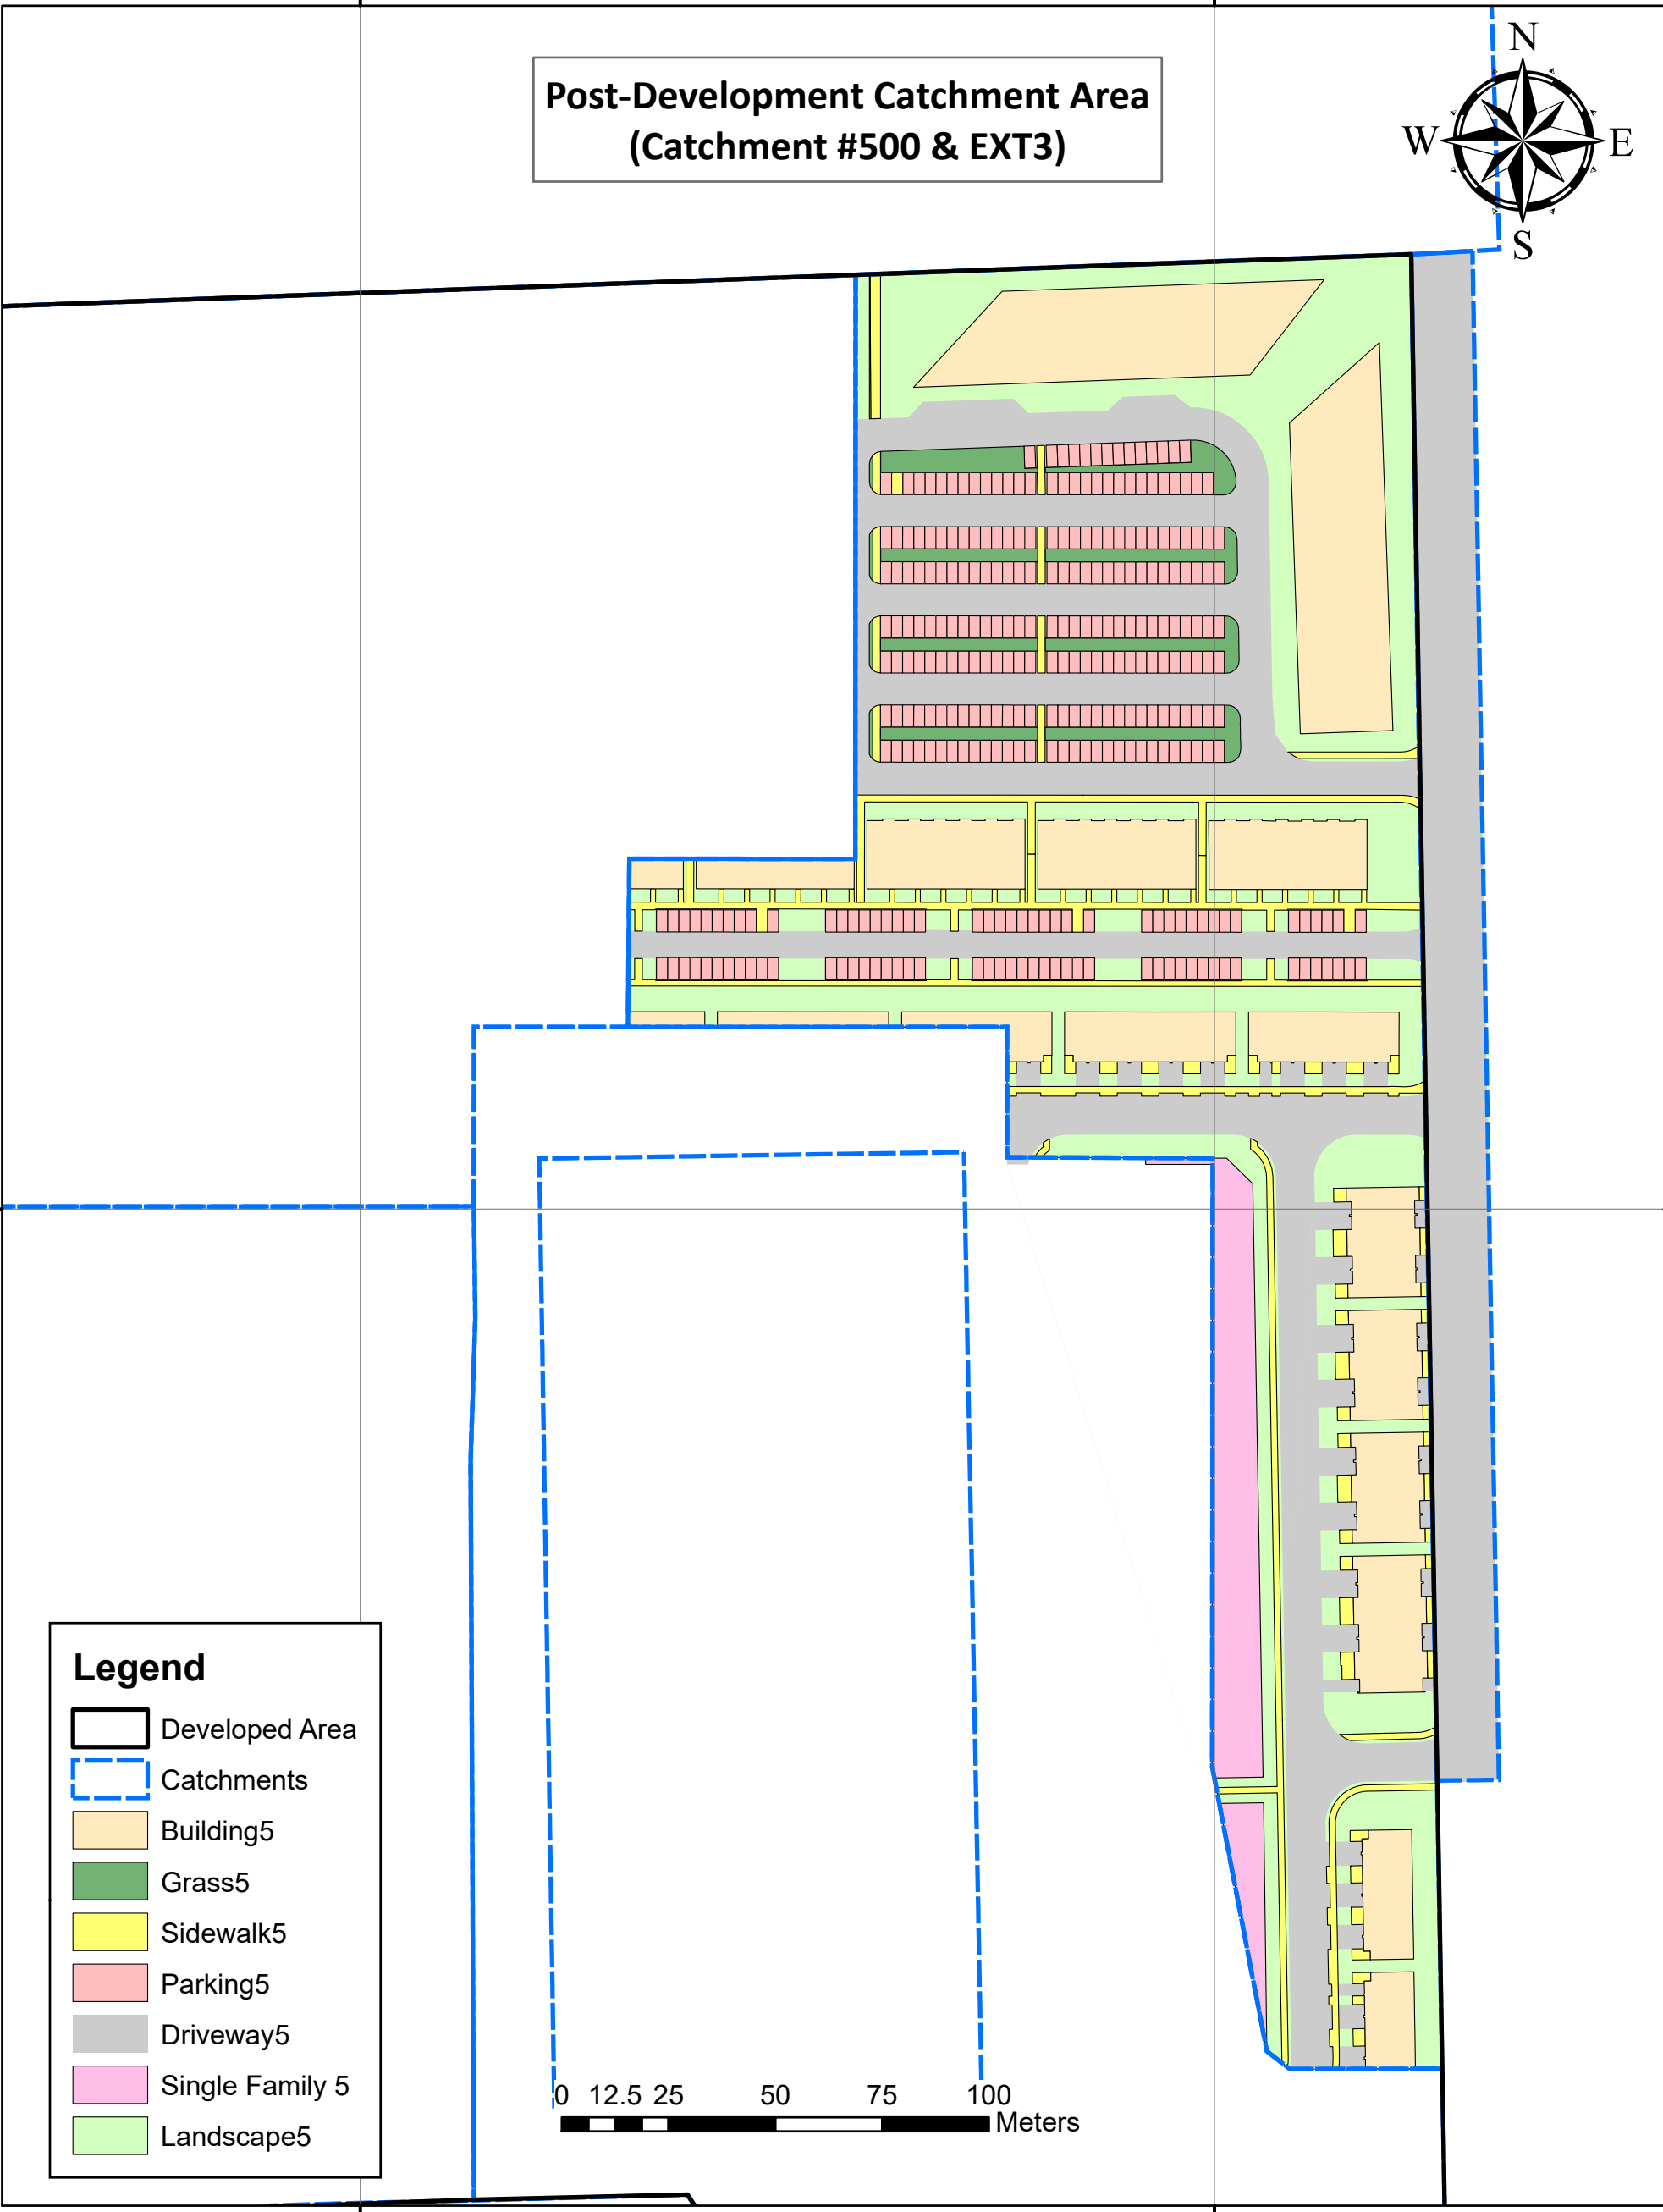 Post-Development Catchment Area
(Catchment #500 & EXT3)
N
W E
S
Legend
Developed Area
Catchments
Building5
Grass5
Sidewalk5
Parking5
Driveway5
Single Family 5
Landscape5
0 12.5 25 50 75 100
Meters